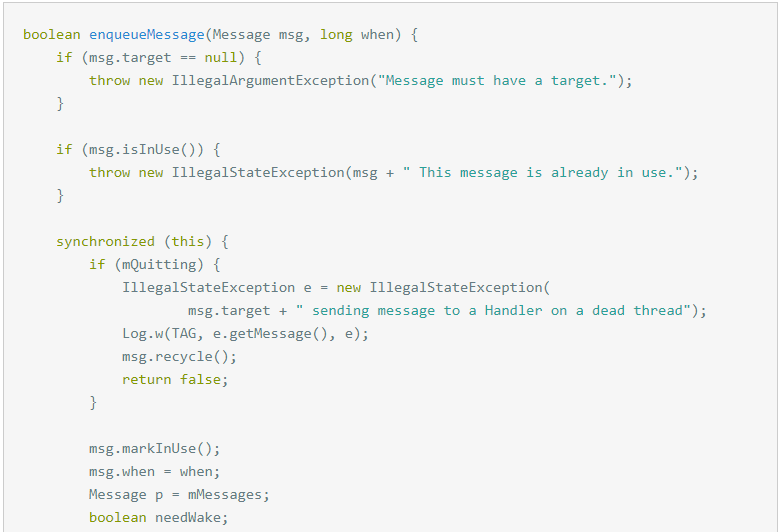 boolean enqueueMessage(Message msg, long when) {
    if (msg.target == null) {
        throw new IllegalArgumentException("Message must have a target.");
    }

    if (msg.isInUse()) {
        throw new IllegalStateException(msg + " This message is already in use.");
    }

    synchronized (this) {
        if (mQuitting) {
            IllegalStateException e = new IllegalStateException(
                    msg.target + " sending message to a Handler on a dead thread");
            Log.w(TAG, e.getMessage(), e);
            msg.recycle();
            return false;
        }

        msg.markInUse();
        msg.when = when;
        Message p = mMessages;
        boolean needWake;